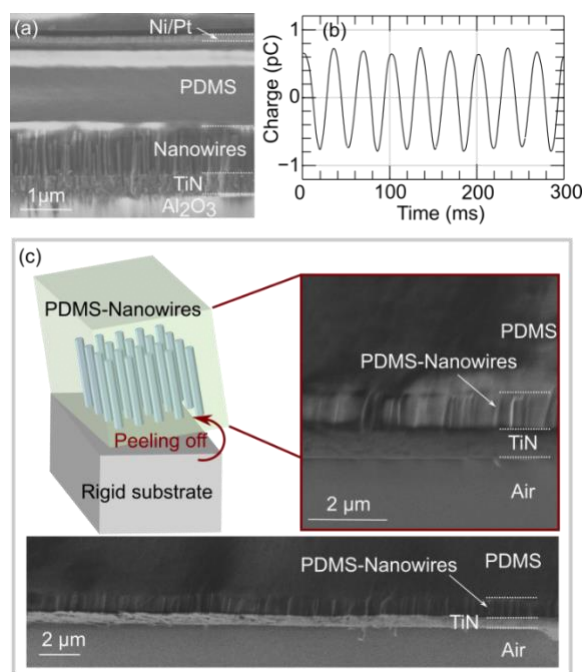 (a)
Ni/Pt
PDMS
Nanowires
TiN
1µm
Al2O3
(b)
Charge (pC)
1
0
−1
0
100
200
300
Time (ms)
(c)
PDMS-Nanowires
Peeling off
Rigid substrate
PDMS
PDMS-Nanowires
TiN
Air
2 µm
PDMS
PDMS-Nanowires
TiN
Air
2 µm